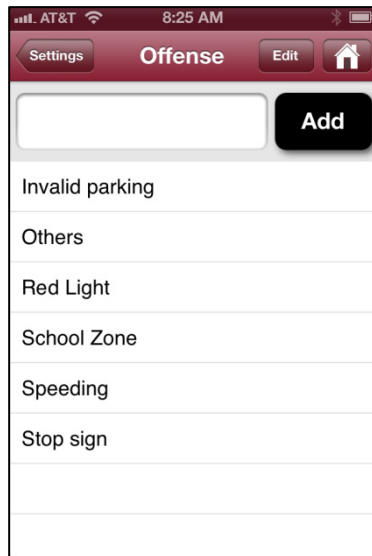 AT&T 8:25 AM
Settings Offense Edit
Add
Invalid parking
Others
Red Light
School Zone
Speeding
Stop sign